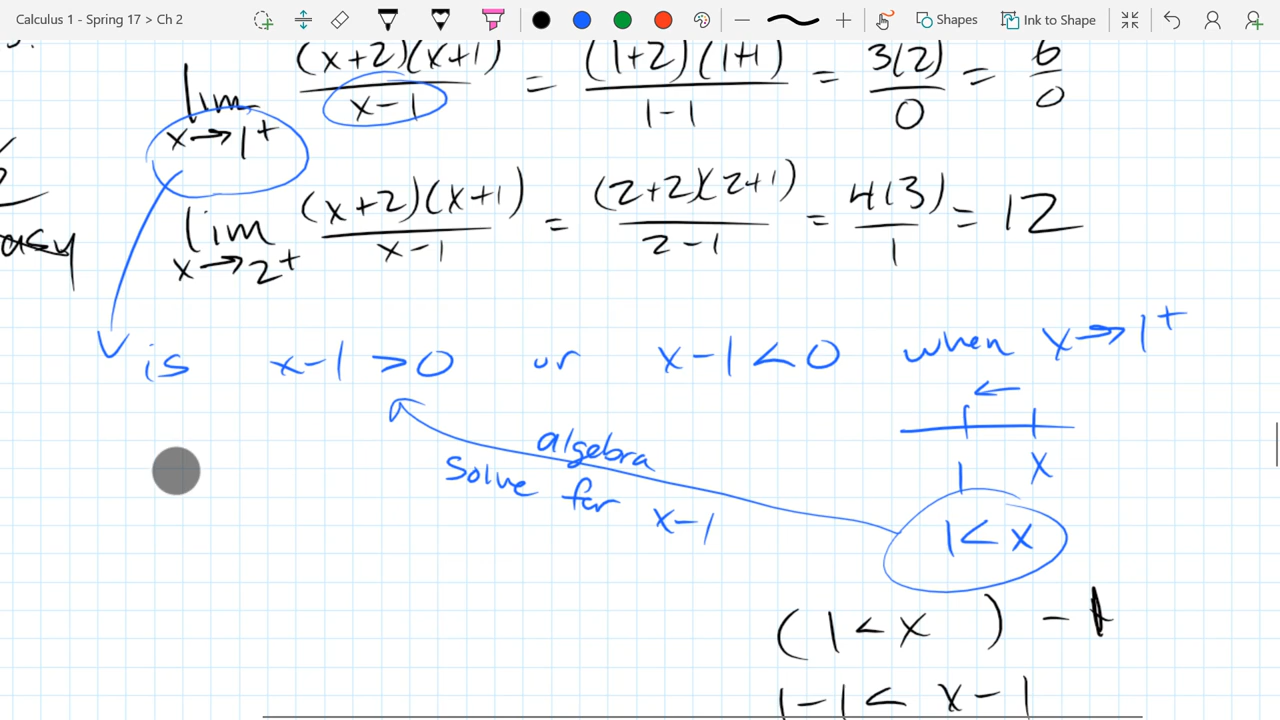 Calculus 1 - Spring 17 > Ch 2
Shapes
Ink to Shape
lim x→1+ (x+2)(x+1) / x-1 = (1+2)(1+1) / 1-1 = 3(2) / 0 = 6 / 0
lim x→2+ (x+2)(x+1) / x-1 = (2+2)(2+1) / 2-1 = 4(3) / 1 = 12
is x-1 >0 or x-1 <0 when x→1+
←
1 x
algebra
solve for x-1
1< x
(1< x ) - 1
1-1 < x-1